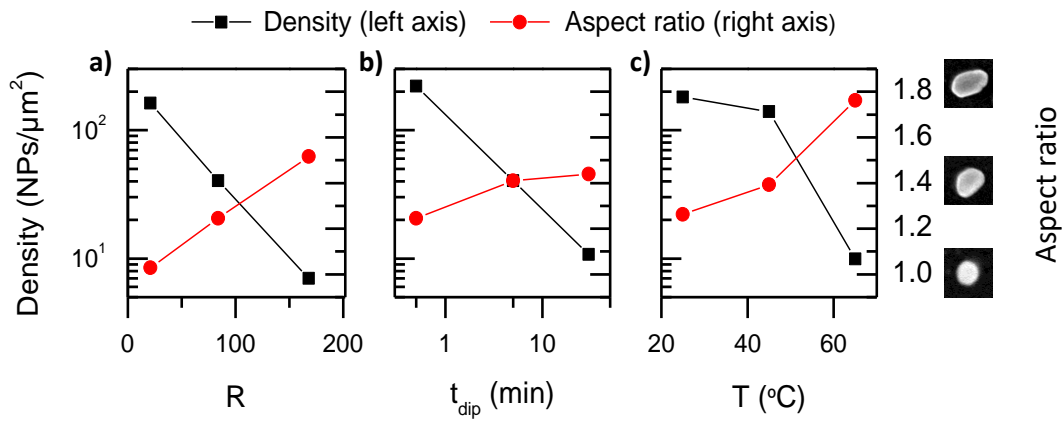 Density (left axis) Aspect ratio (right axis)
a) b) c)
Density (NPs/μm²)
10²
10¹
1.8
1.6
1.4
1.2
1.0
Aspect ratio
0 100 200 1 10 20 40 60
R t_dip (min) T (ºC)